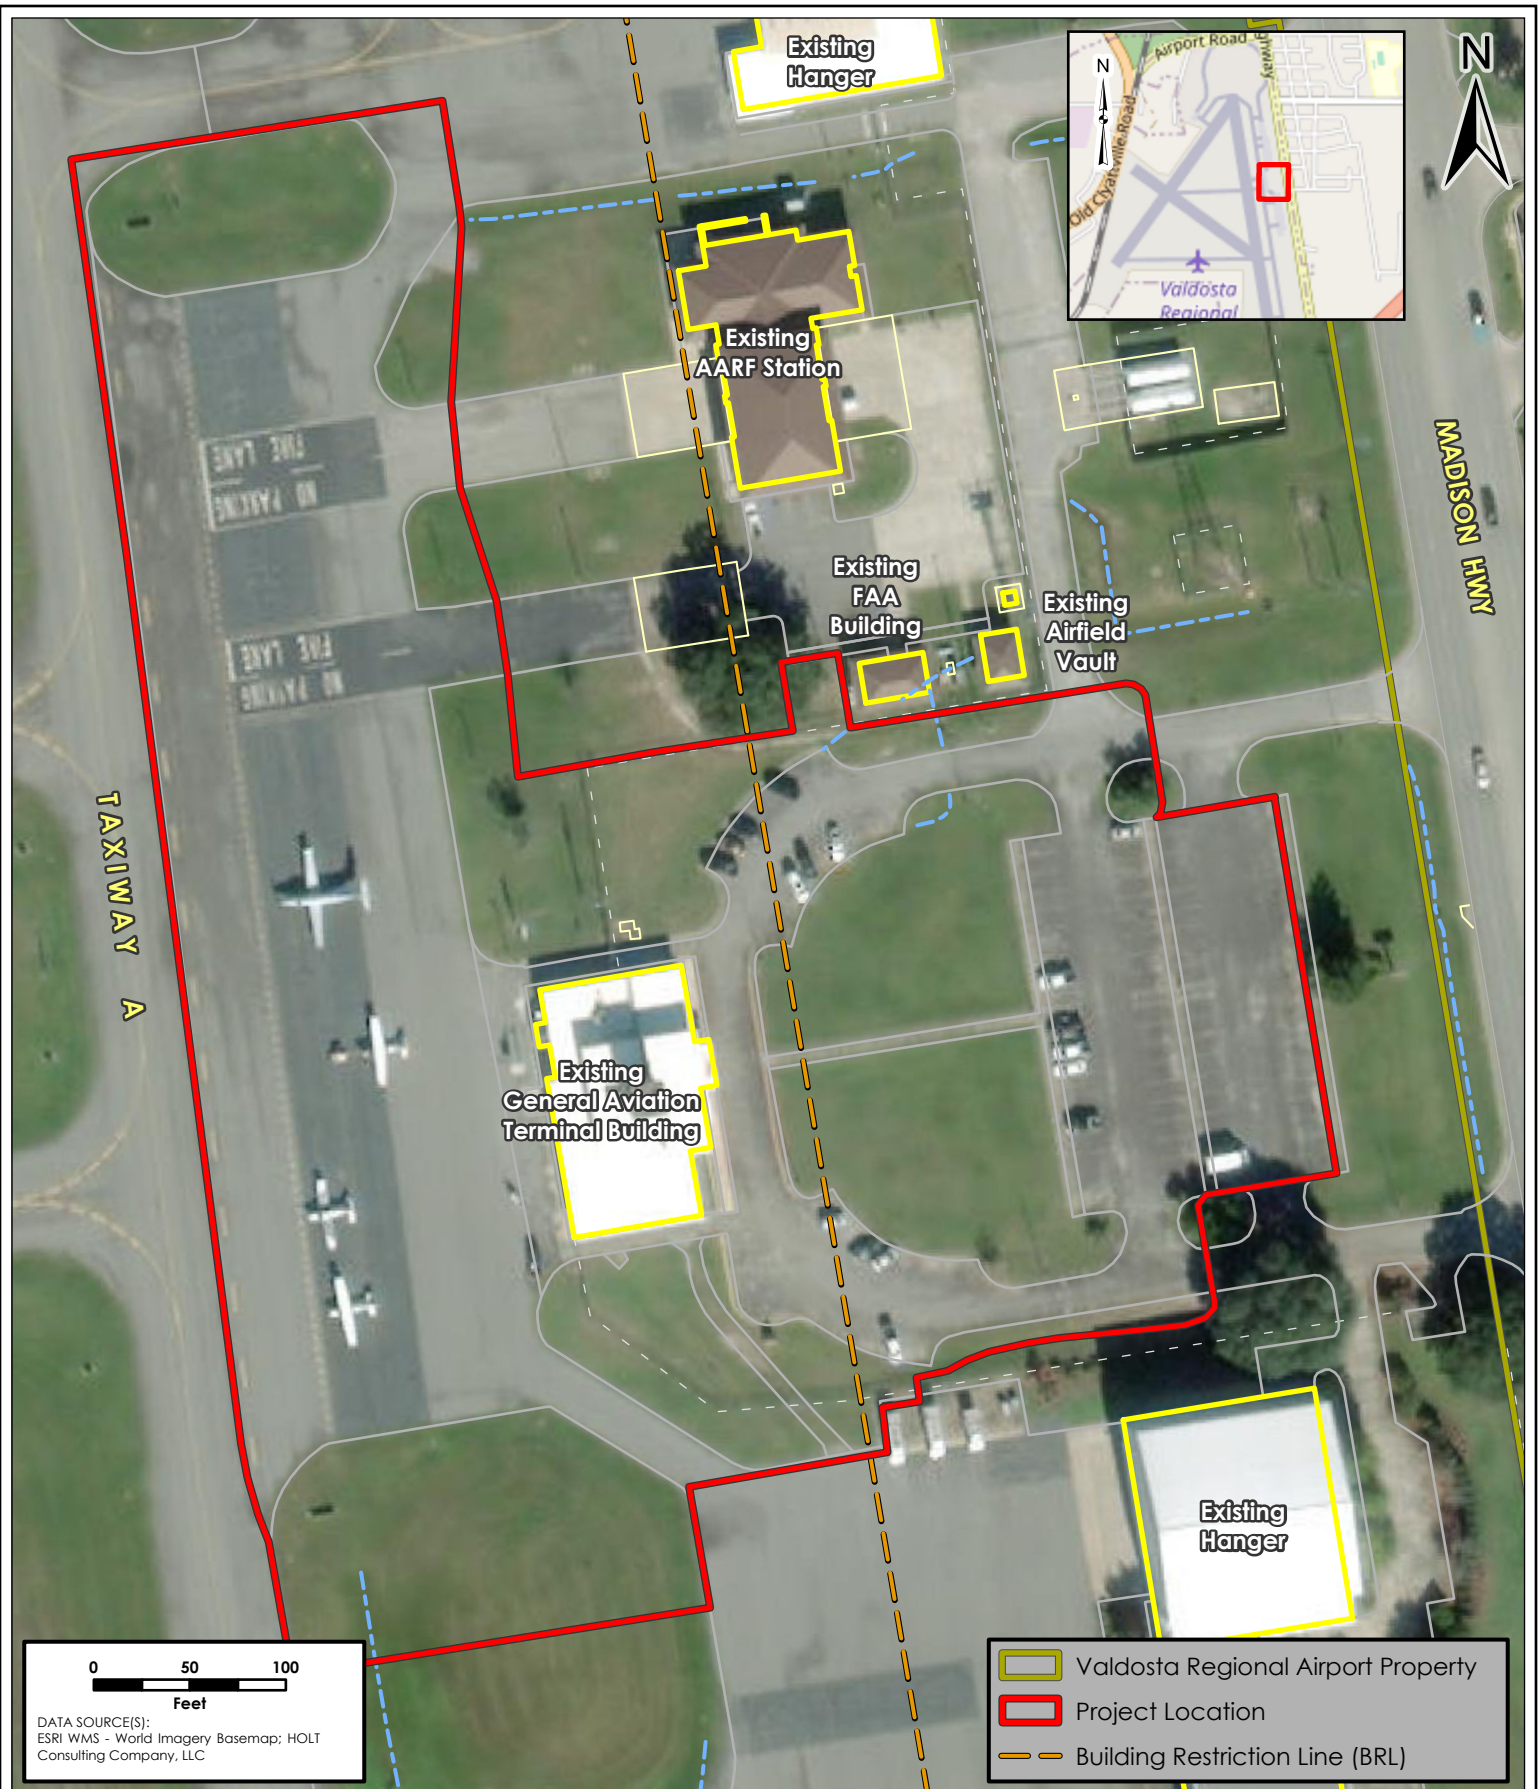 Existing
Hanger
N
Airport Road
ghway
N
Old Clyattville Road
Valdosta
Regional
Existing
AARF Station
MADISON HWY
FIRE LANE
NO PARKING
Existing
FAA
Building
Existing
Airfield
Vault
FIRE LANE
NO PARKING
TAXIWAY A
Existing
General Aviation
Terminal Building
Existing
Hanger
0 50 100
Feet
DATA SOURCE(S):
ESRI WMS - World Imagery Basemap; HOLT
Consulting Company, LLC
Valdosta Regional Airport Property
Project Location
Building Restriction Line (BRL)